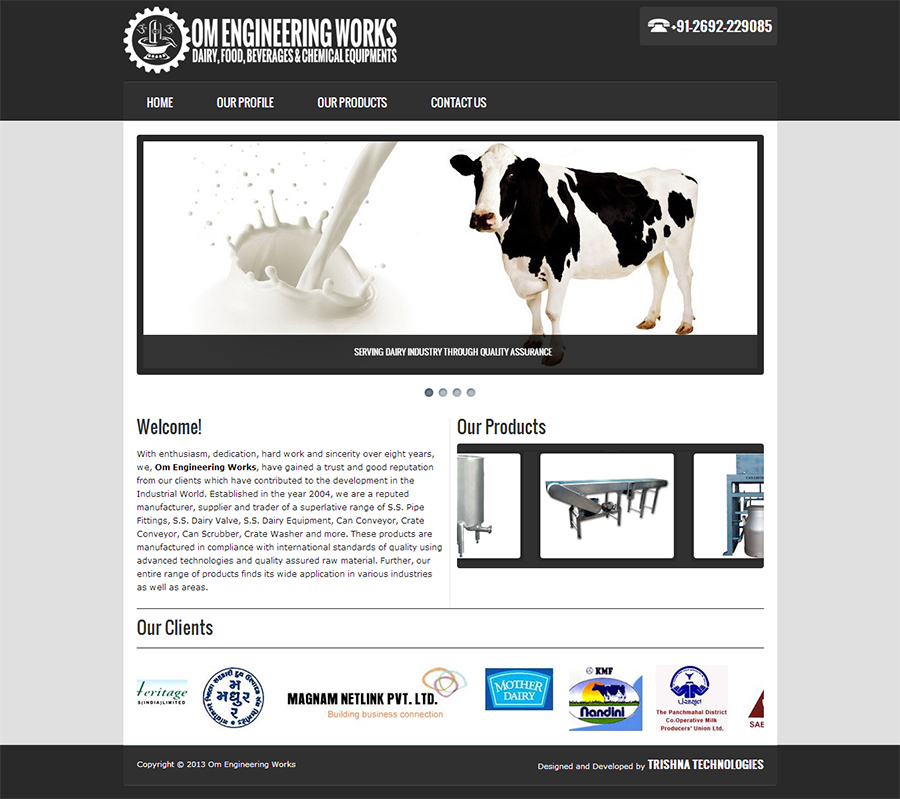 OM ENGINEERING WORKS
DAIRY, FOOD, BEVERAGES & CHEMICAL EQUIPMENTS
+91-2692-229085
HOME OUR PROFILE OUR PRODUCTS CONTACT US
SERVING DAIRY INDUSTRY THROUGH QUALITY ASSURANCE
Welcome!
With enthusiasm, dedication, hard work and sincerity over eight years,
we, Om Engineering Works, have gained a trust and good reputation
from our clients which have contributed to the development in the
Industrial World. Established in the year 2004, we are a reputed
manufacturer, supplier and trader of a superlative range of S.S. Pipe
Fittings, S.S. Dairy Valve, S.S. Dairy Equipment, Can Conveyor, Crate
Conveyor, Can Scrubber, Crate Washer and more. These products are
manufactured in compliance with international standards of quality using
advanced technologies and quality assured raw material. Further, our
entire range of products finds its wide application in various industries
as well as areas.
Our Products
Our Clients
eritage
S(INDIA)LIMITED
મધુર
MAGNAM NETLINK PVT. LTD.
Building business connection
MOTHER
DAIRY
KMF
Nandini
The Panchmahal District
Co.Operative Milk
Producers' Union Ltd.
SAE
Copyright © 2013 Om Engineering Works
Designed and Developed by TRISHNA TECHNOLOGIES